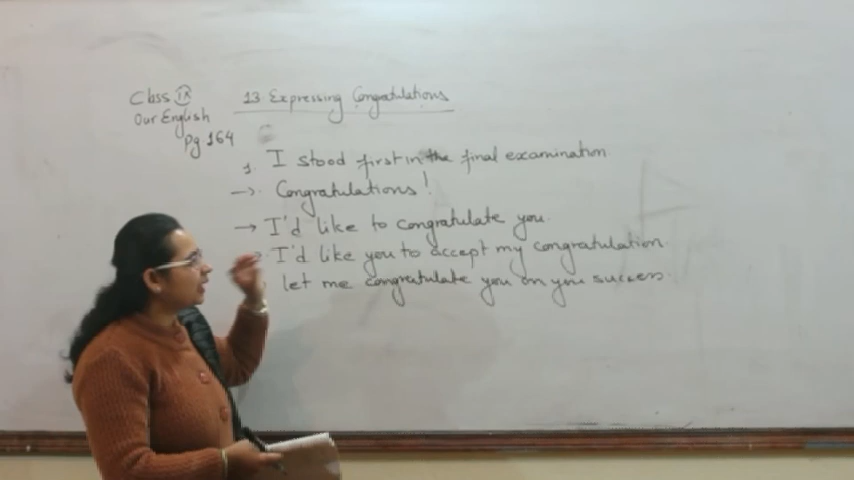 Class IX
Our English
Pg 164
13 Expressing Congratulations
1. I stood first in the final examination.
→ Congratulations!
→ I'd like to congratulate you.
→ I'd like you to accept my congratulation.
let me congratulate you on you success.